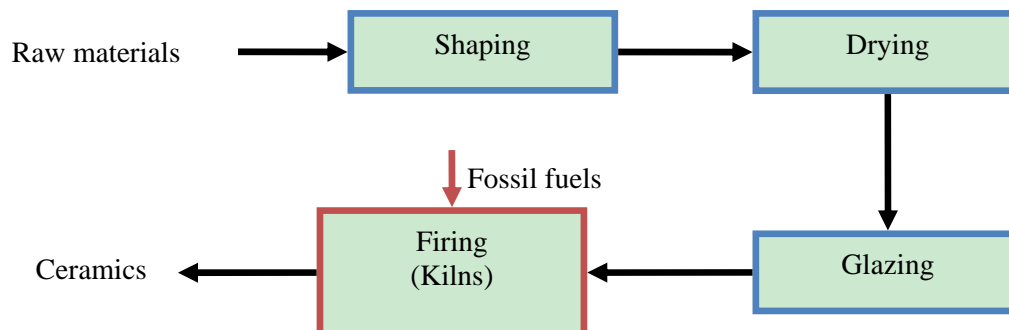 Raw materials
Shaping
Drying
Fossil fuels
Glazing
Firing
(Kilns)
Ceramics